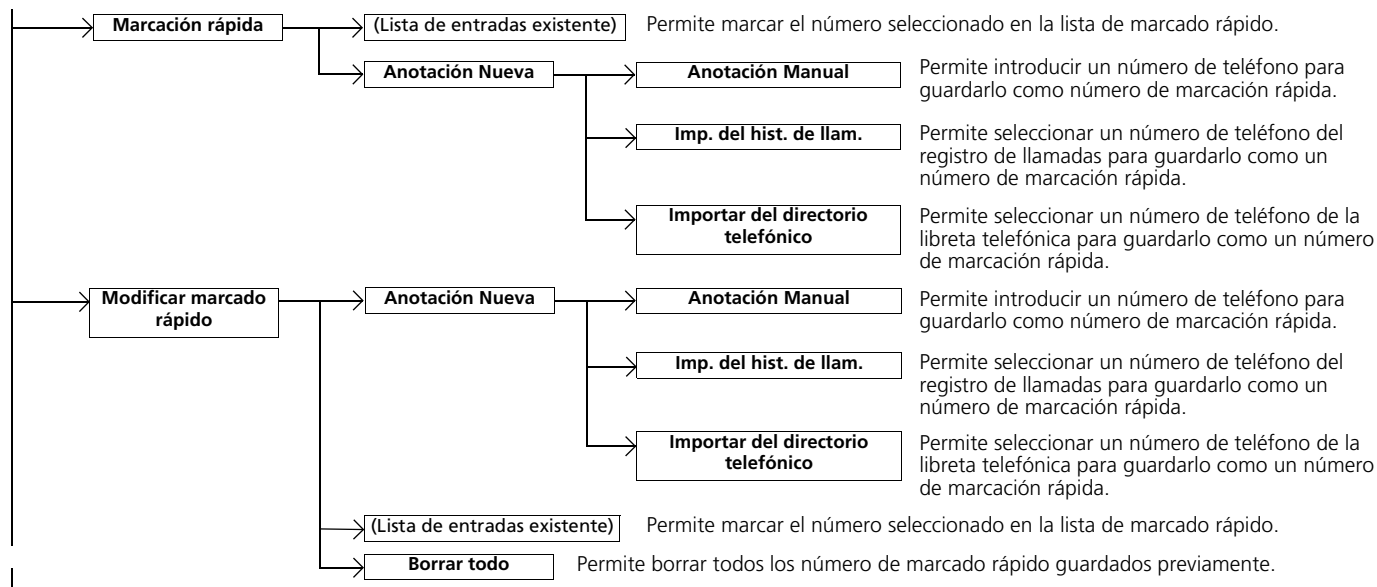 Marcación rápida
(Lista de entradas existente)
Permite marcar el número seleccionado en la lista de marcado rápido.
Anotación Nueva
Anotación Manual
Permite introducir un número de teléfono para
guardarlo como número de marcación rápida.
Imp. del hist. de llam.
Permite seleccionar un número de teléfono del
registro de llamadas para guardarlo como un
número de marcación rápida.
Importar del directorio
telefónico
Permite seleccionar un número de teléfono de la
libreta telefónica para guardarlo como un número
de marcación rápida.
Modificar marcado
rápido
Anotación Nueva
Anotación Manual
Permite introducir un número de teléfono para
guardarlo como número de marcación rápida.
Imp. del hist. de llam.
Permite seleccionar un número de teléfono del
registro de llamadas para guardarlo como un
número de marcación rápida.
Importar del directorio
telefónico
Permite seleccionar un número de teléfono de la
libreta telefónica para guardarlo como un número
de marcación rápida.
(Lista de entradas existente)
Permite marcar el número seleccionado en la lista de marcado rápido.
Borrar todo
Permite borrar todos los número de marcado rápido guardados previamente.